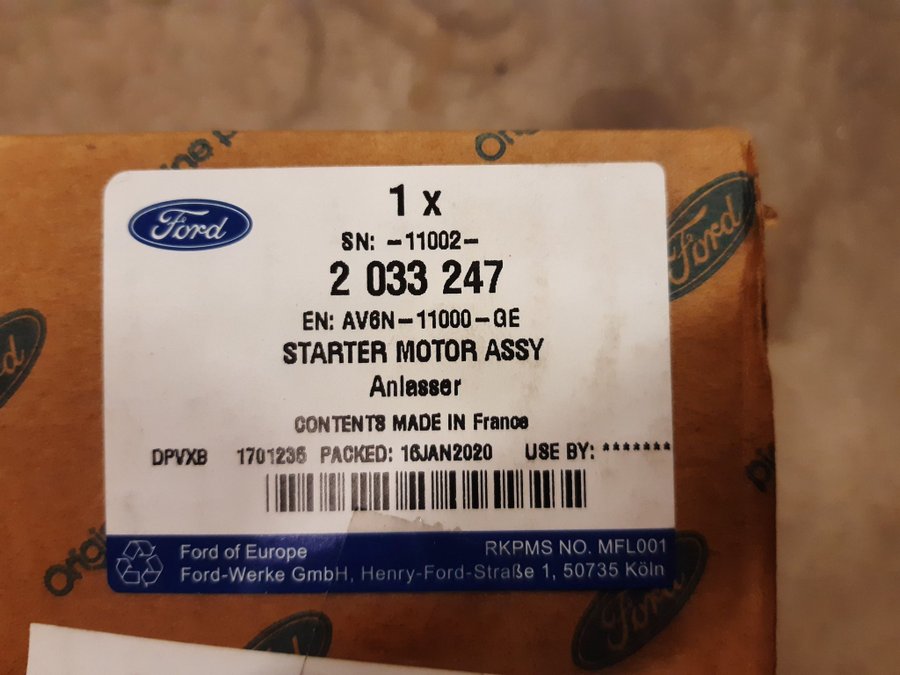 Ford
1 x
SN: -11002-
2 033 247
EN: AV6N-11000-GE
STARTER MOTOR ASSY
Anlasser
CONTENTS MADE IN France
DPVXB 1701236 PACKED: 16JAN2020 USE BY: *******
Ford of Europe RKPMS NO. MFL001
Ford-Werke GmbH, Henry-Ford-Straße 1, 50735 Köln
Ford
Ford